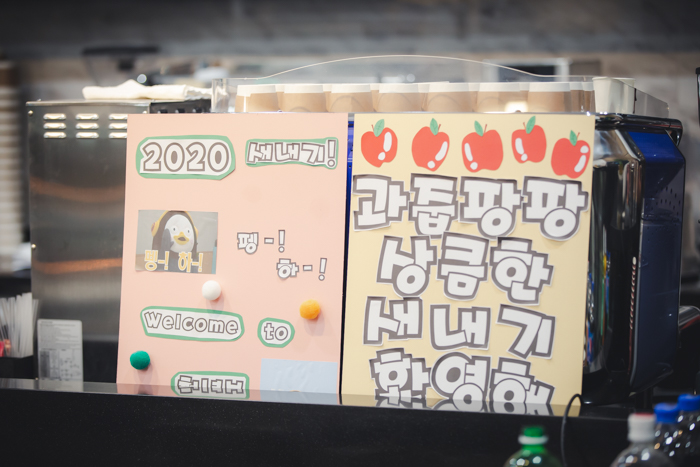 2020 새내기!
펭-! 하-!
펭-!
하-!
Welcome to
과즙팡팡
상큼한
새내기
환영해